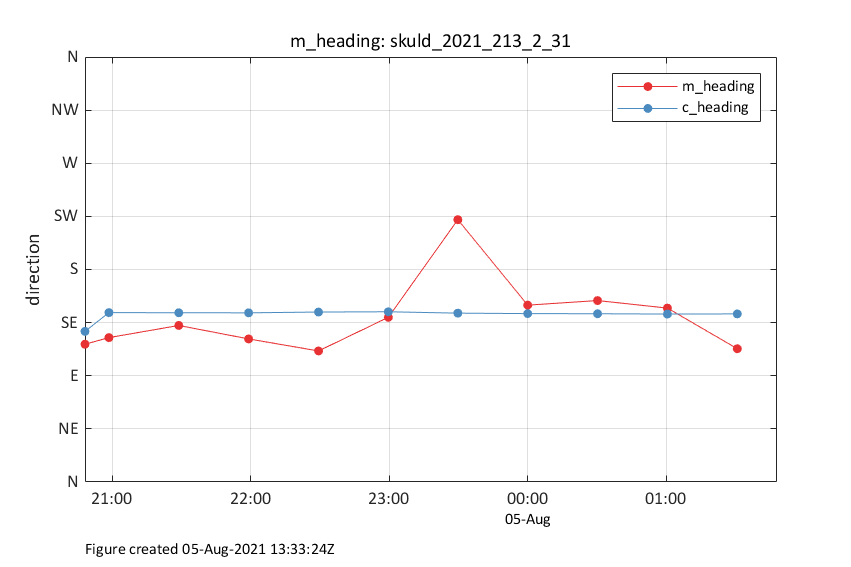 m_heading: skuld_2021_213_2_31
m_heading
c_heading
direction
N
NW
W
SW
S
SE
E
NE
N
21:00 22:00 23:00 00:00 01:00
05-Aug
Figure created 05-Aug-2021 13:33:24Z